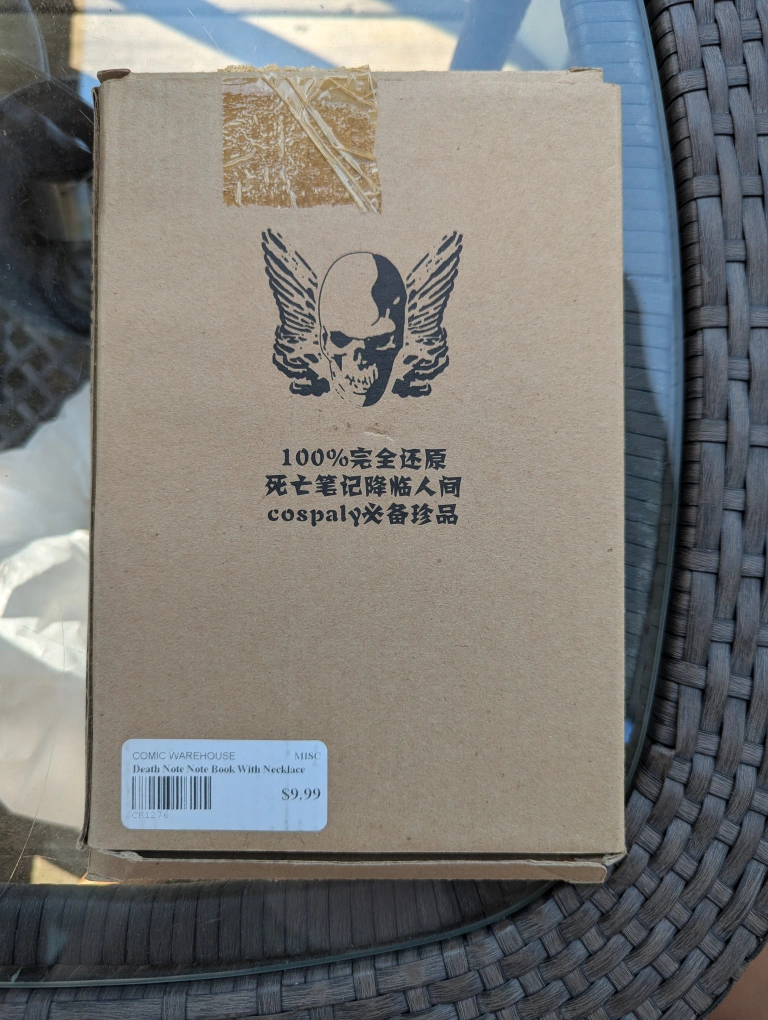 100%完全还原
死亡笔记降临人间
cospaly必备珍品
COMIC WAREHOUSE MISC
Death Note Note Book With Necklace
$9.99
CK1276